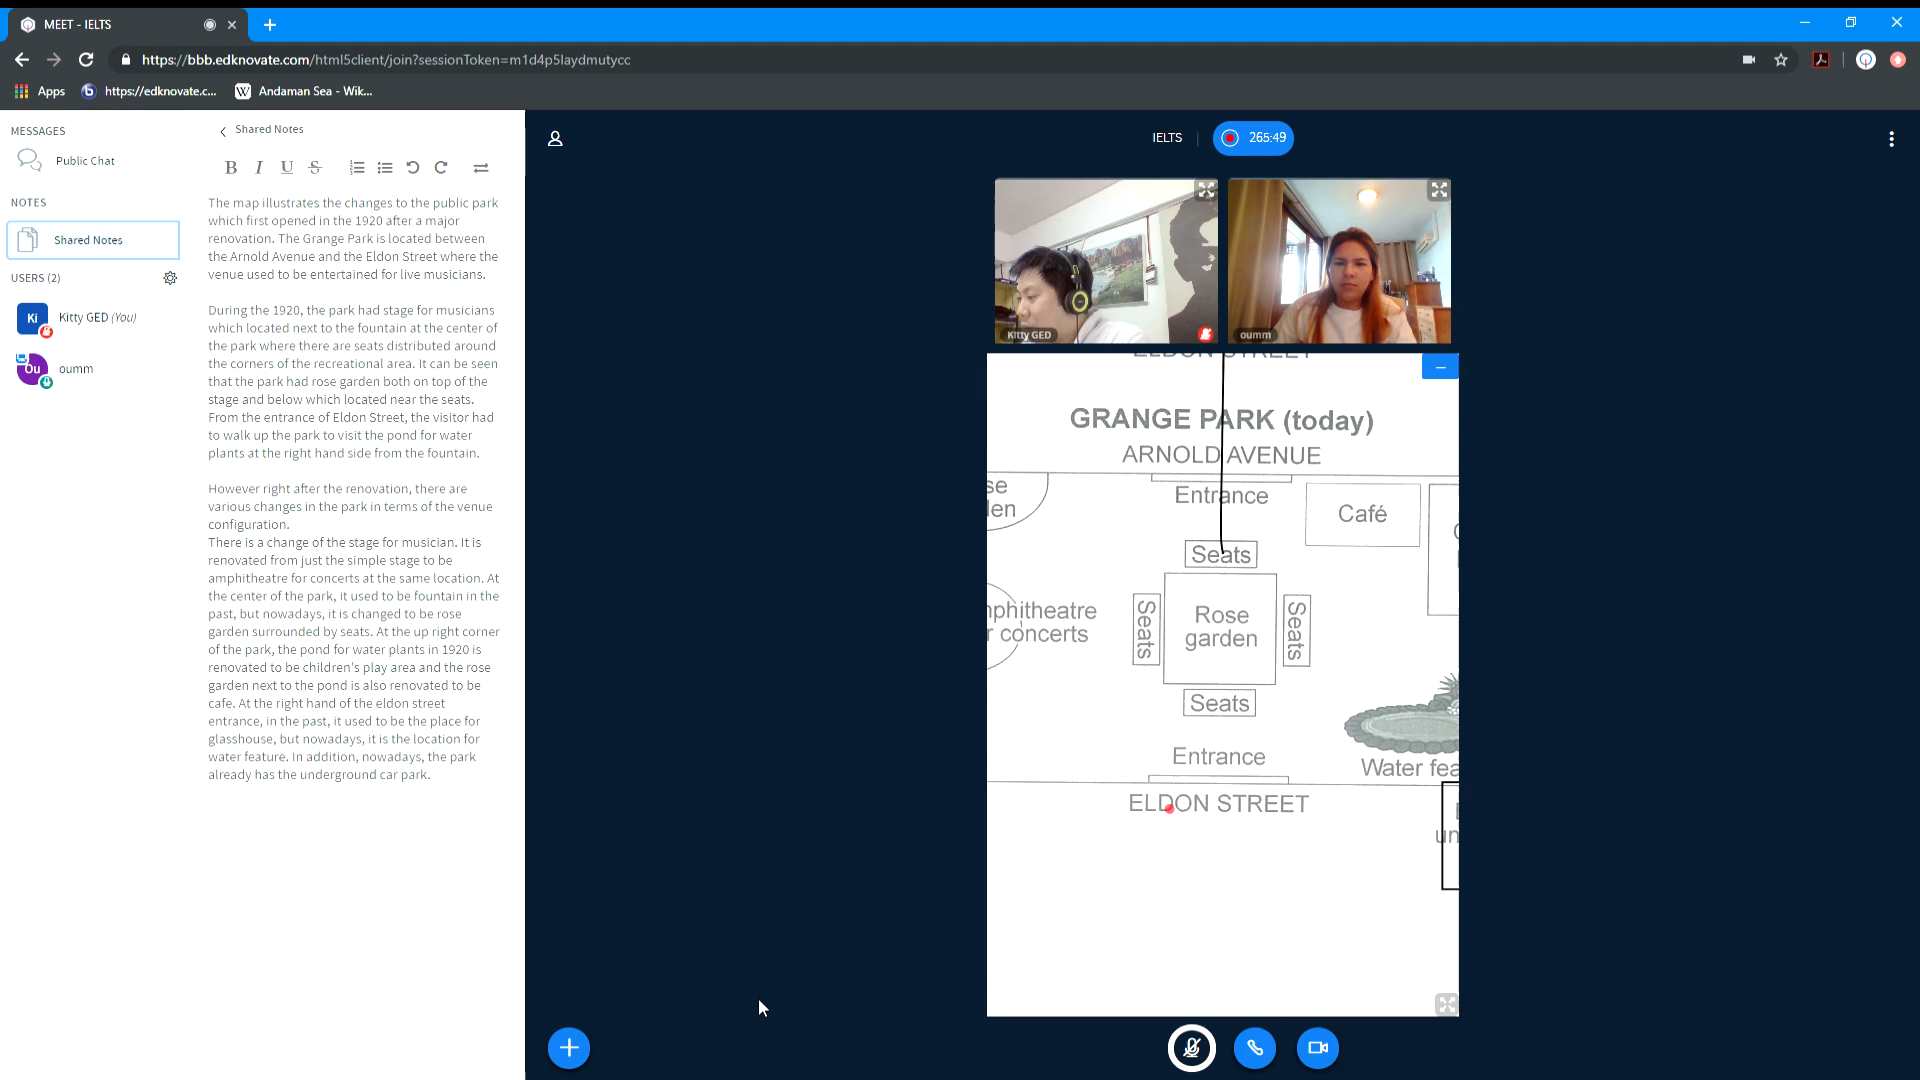 MEET - IELTS
https://bbb.edknovate.com/html5client/join?sessionToken=m1d4p5laydmutycc
Apps
https://edknovate.c...
Andaman Sea - Wik...
MESSAGES
Public Chat
NOTES
Shared Notes
USERS (2)
Ki
Kitty GED (You)
Ou
oumm
Shared Notes
B I U S
The map illustrates the changes to the public park
which first opened in the 1920 after a major
renovation. The Grange Park is located between
the Arnold Avenue and the Eldon Street where the
venue used to be entertained for live musicians.
During the 1920, the park had stage for musicians
which located next to the fountain at the center of
the park where there are seats distributed around
the corners of the recreational area. It can be seen
that the park had rose garden both on top of the
stage and below which located near the seats.
From the entrance of Eldon Street, the visitor had
to walk up the park to visit the pond for water
plants at the right hand side from the fountain.
However right after the renovation, there are
various changes in the park in terms of the venue
configuration.
There is a change of the stage for musician. It is
renovated from just the simple stage to be
amphitheatre for concerts at the same location. At
the center of the park, it used to be fountain in the
past, but nowadays, it is changed to be rose
garden surrounded by seats. At the up right corner
of the park, the pond for water plants in 1920 is
renovated to be children's play area and the rose
garden next to the pond is also renovated to be
cafe. At the right hand of the eldon street
entrance, in the past, it used to be the place for
glasshouse, but nowadays, it is the location for
water feature. In addition, nowadays, the park
already has the underground car park.
IELTS
265:49
Kitty GED
oumm
ELDON STREET
GRANGE PARK (today)
ARNOLD AVENUE
Entrance
se
len
Café
Seats
Seats
Rose
garden
Seats
mphitheatre
r concerts
Seats
Entrance
Water fea
ELDON STREET
un